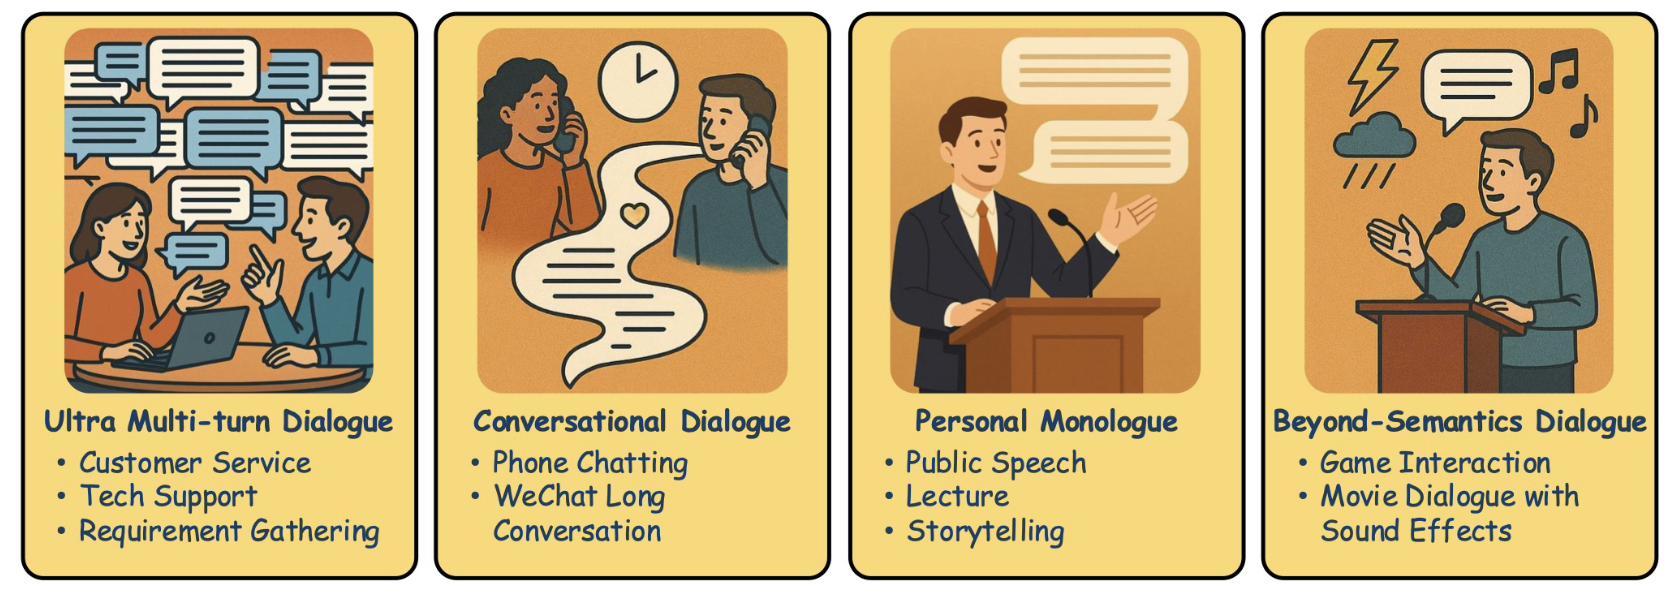 Ultra Multi-turn Dialogue
• Customer Service
• Tech Support
• Requirement Gathering
Conversational Dialogue
• Phone Chatting
• WeChat Long
Conversation
Personal Monologue
• Public Speech
• Lecture
• Storytelling
Beyond-Semantics Dialogue
• Game Interaction
• Movie Dialogue with
Sound Effects